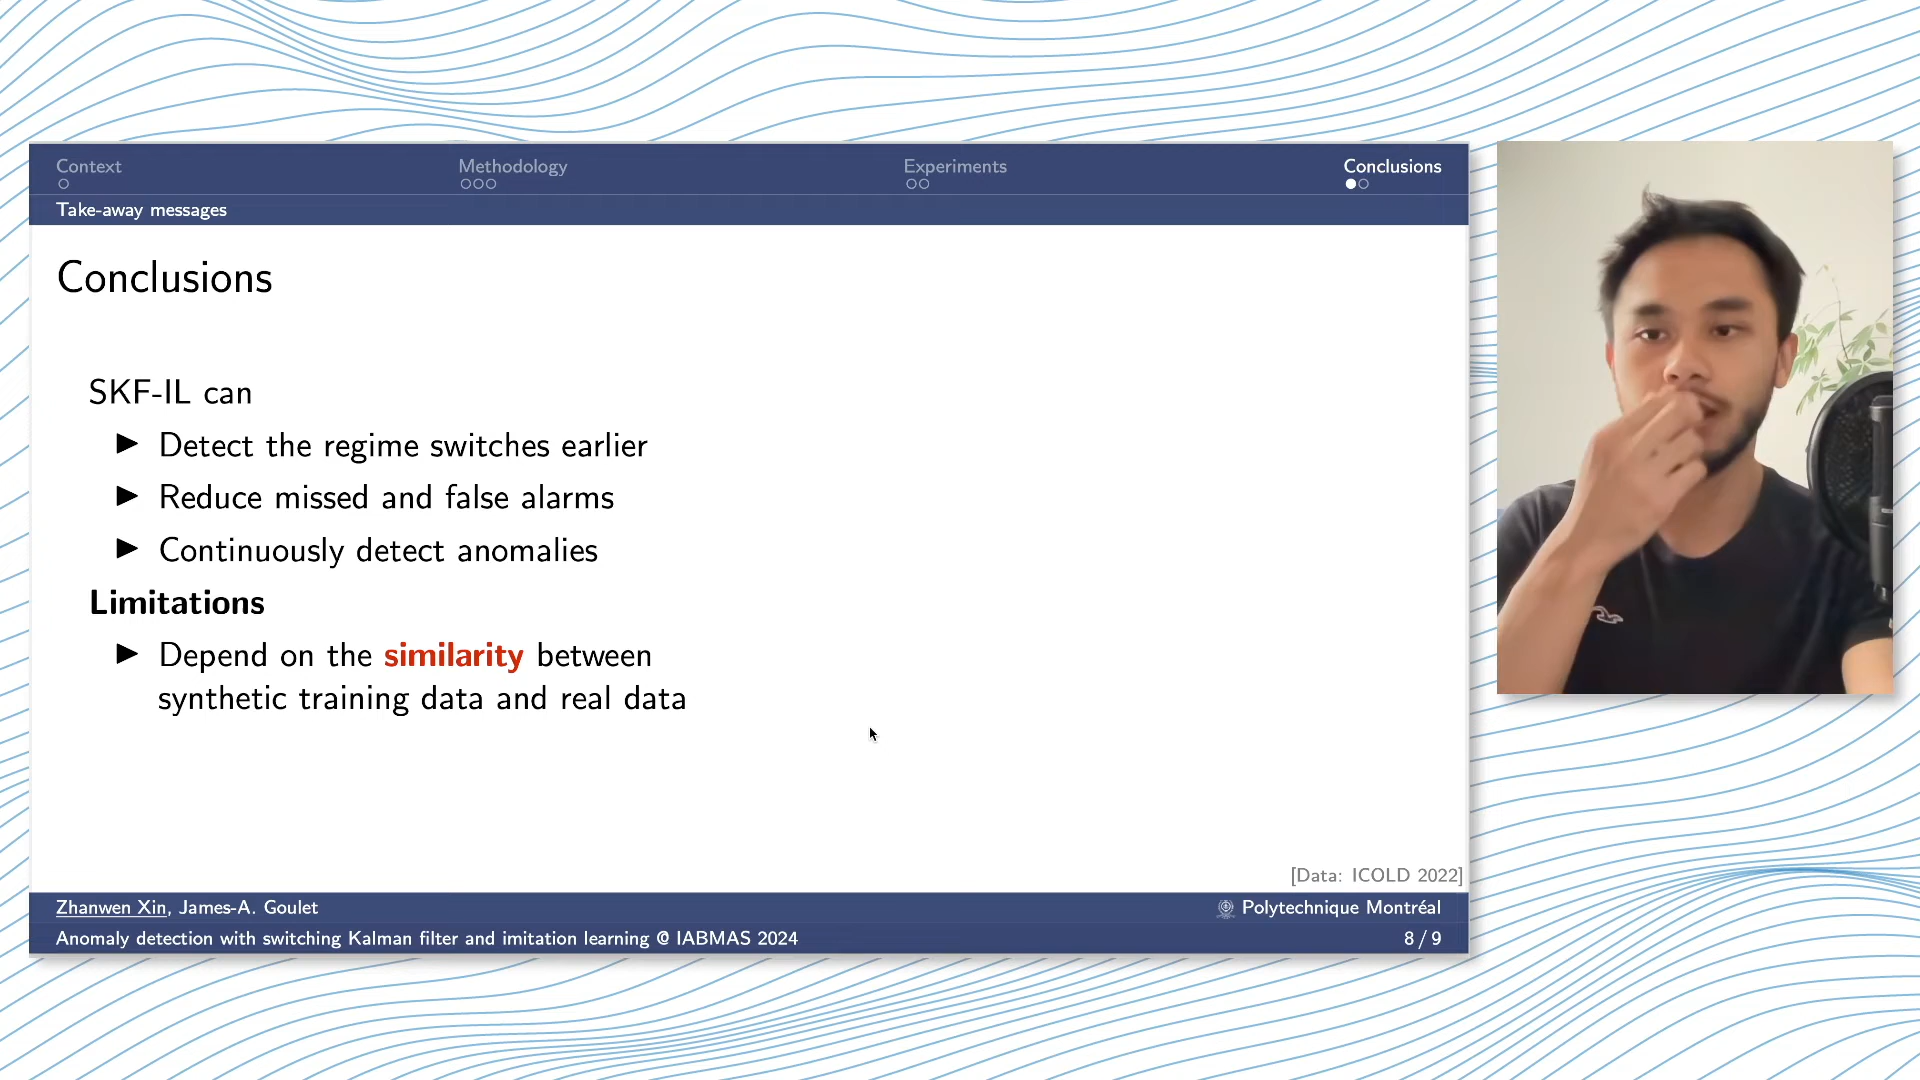 Context
Methodology
Experiments
Conclusions
Take-away messages
Conclusions
SKF-IL can
▶ Detect the regime switches earlier
▶ Reduce missed and false alarms
▶ Continuously detect anomalies
Limitations
▶ Depend on the similarity between
synthetic training data and real data
[Data: ICOLD 2022]
Zhanwen Xin, James-A. Goulet
Polytechnique Montréal
Anomaly detection with switching Kalman filter and imitation learning @ IABMAS 2024
8 / 9